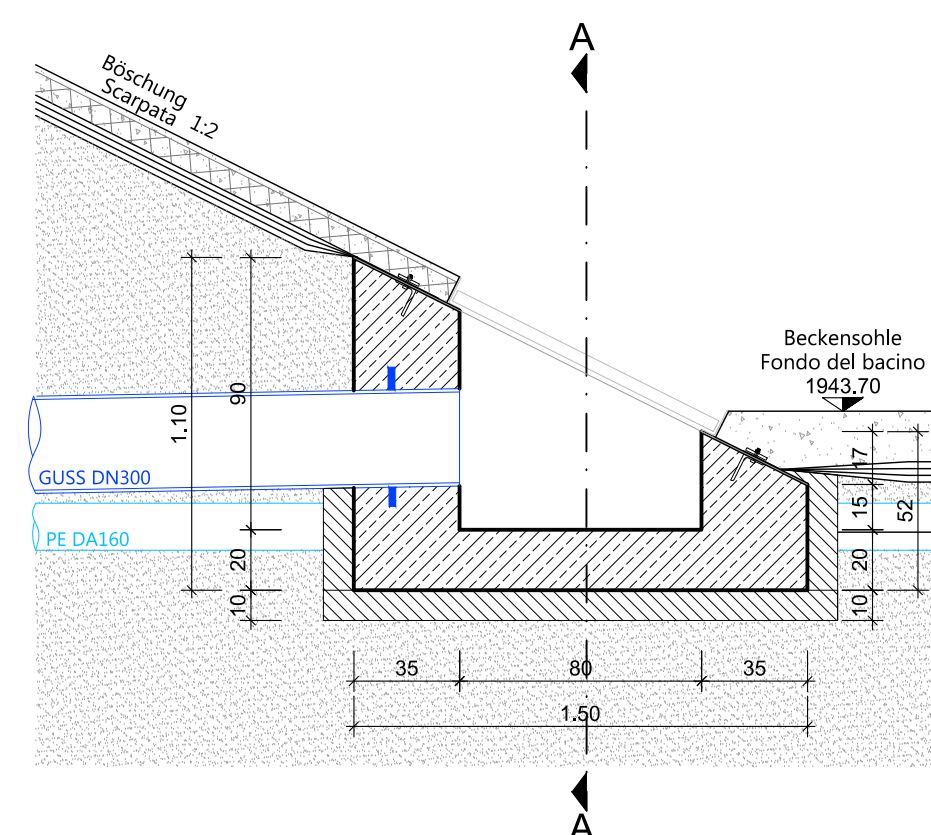 A
Böschung
Scarpata 1:2
Beckensohle
Fondo del bacino
1943.70
1.10
90
20
10
GUSS DN300
PE DA160
17
15
52
20
10
35
80
35
1.50
A